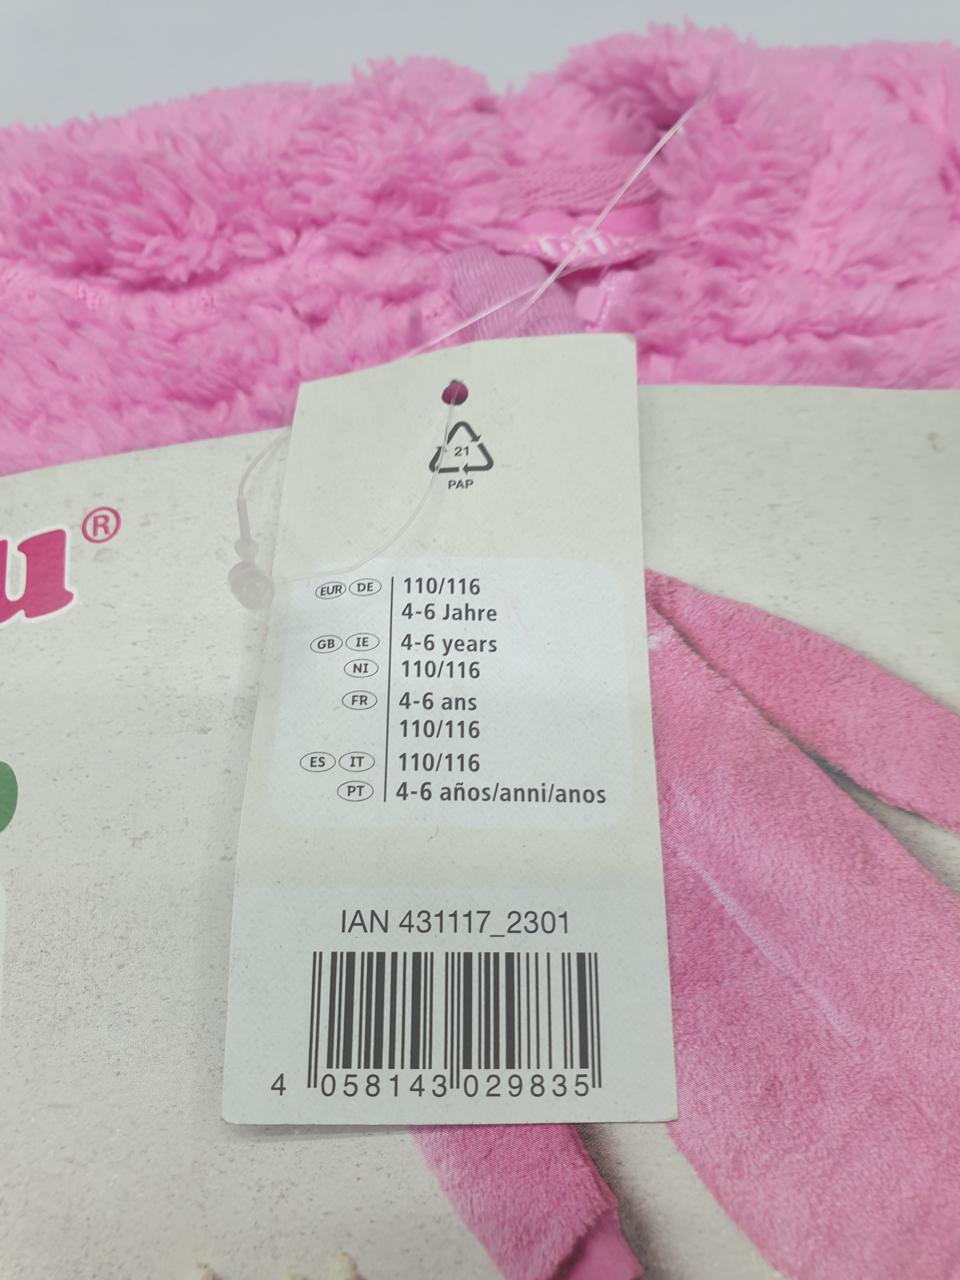 21
PAP
u®
EUR DE 110/116
4-6 Jahre
GB IE 4-6 years
NI 110/116
FR 4-6 ans
110/116
ES IT 110/116
PT 4-6 años/anni/anos
IAN 431117_2301
4 058143 029835